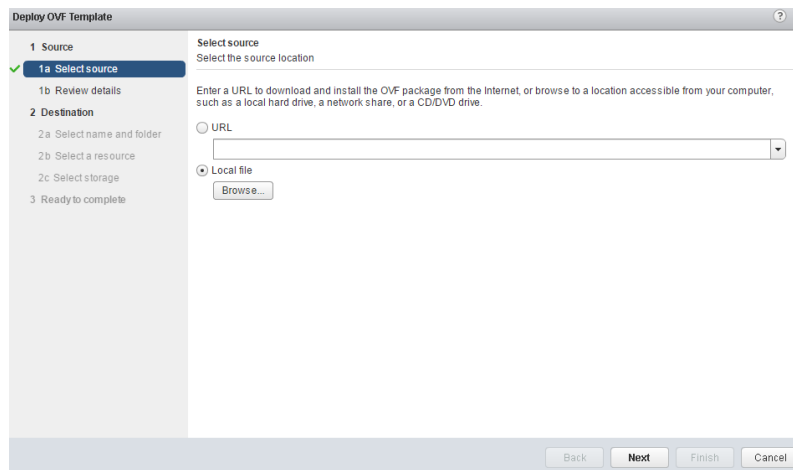 Deploy OVF Template
?
1 Source
1a Select source
1b Review details
2 Destination
2a Select name and folder
2b Select a resource
2c Select storage
3 Ready to complete
Select source
Select the source location
Enter a URL to download and install the OVF package from the Internet, or browse to a location accessible from your computer,
such as a local hard drive, a network share, or a CD/DVD drive.
URL
Local file
Browse...
Back
Next
Finish
Cancel